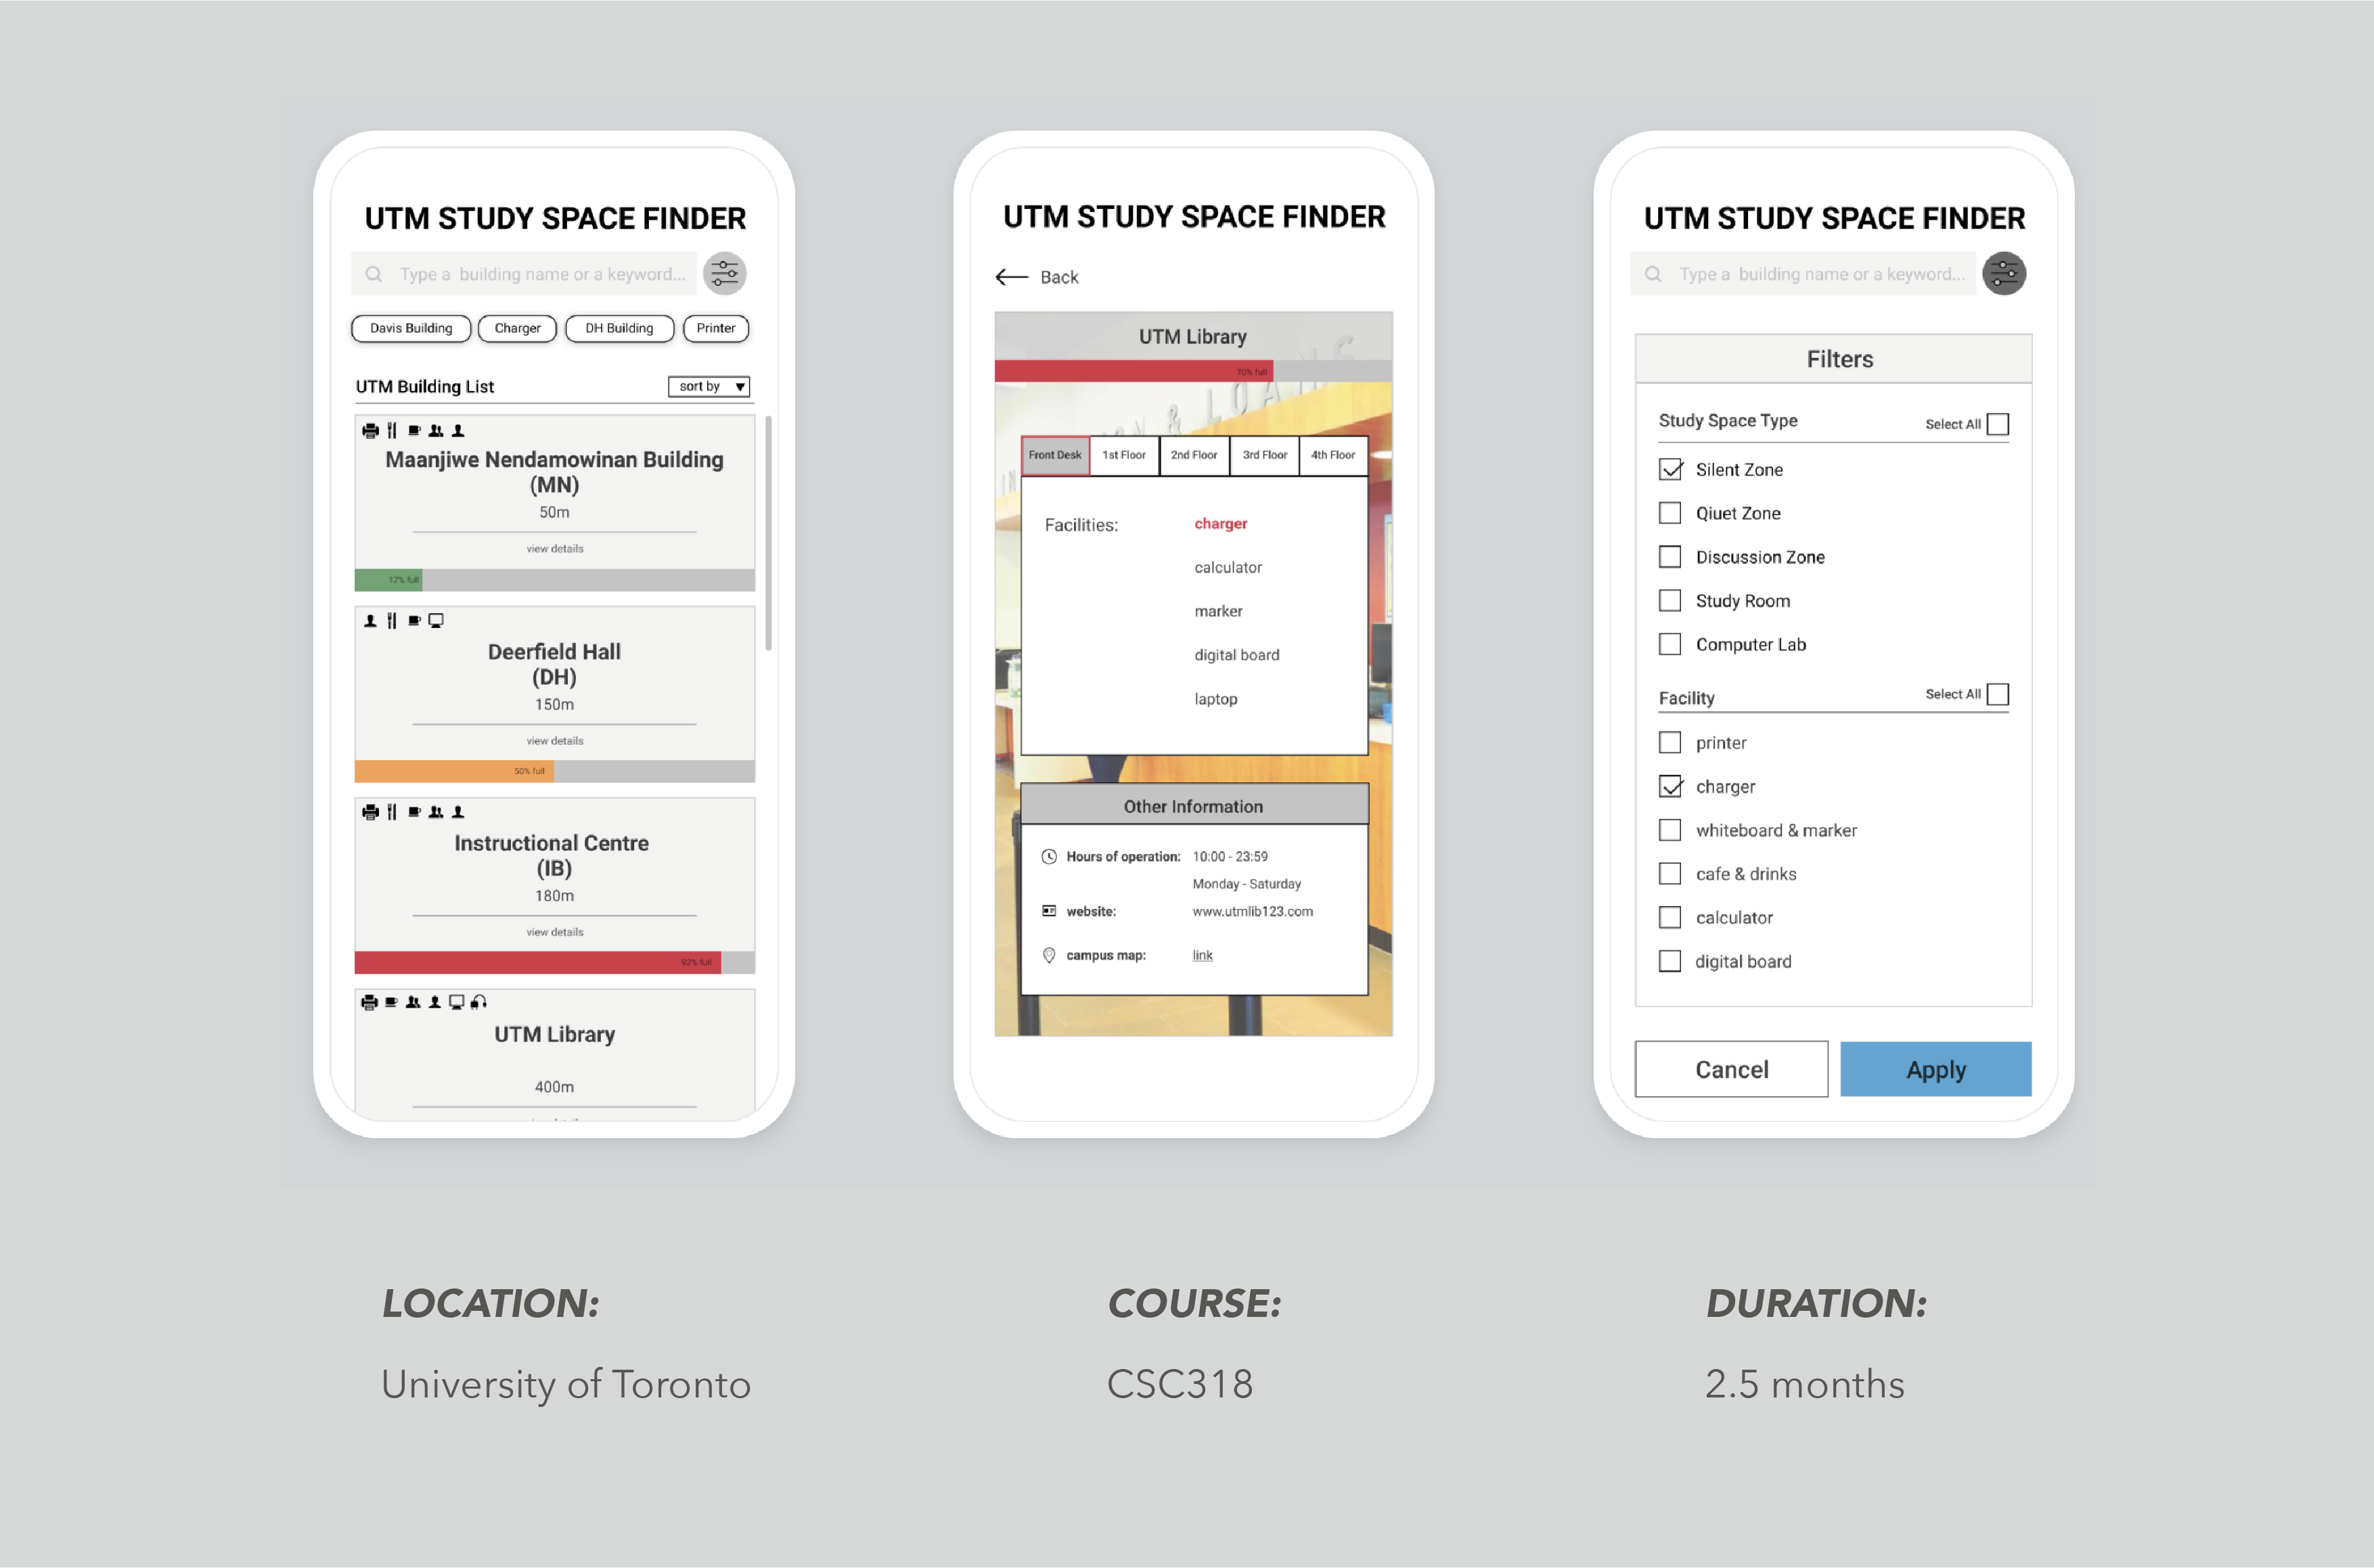 UTM STUDY SPACE FINDER
Type a building name or a keyword...
Davis Building
Charger
DH Building
Printer
UTM Building List
sort by
Maanjiwe Nendamowinan Building
(MN)
50m
view details
17% full
Deerfield Hall
(DH)
150m
view details
50% full
Instructional Centre
(IB)
180m
view details
92% full
UTM Library
400m
UTM STUDY SPACE FINDER
Back
UTM Library
70% full
& LOANS
Front Desk
1st Floor
2nd Floor
3rd Floor
4th Floor
Facilities:
charger
calculator
marker
digital board
laptop
Other Information
Hours of operation: 10:00 - 23:59
Monday - Saturday
website: www.utmlib123.com
campus map: link
UTM STUDY SPACE FINDER
Type a building name or a keyword...
Filters
Study Space Type
Select All
Silent Zone
Qiuet Zone
Discussion Zone
Study Room
Computer Lab
Facility
Select All
printer
charger
whiteboard & marker
cafe & drinks
calculator
digital board
Cancel
Apply
LOCATION:
University of Toronto
COURSE:
CSC318
DURATION:
2.5 months